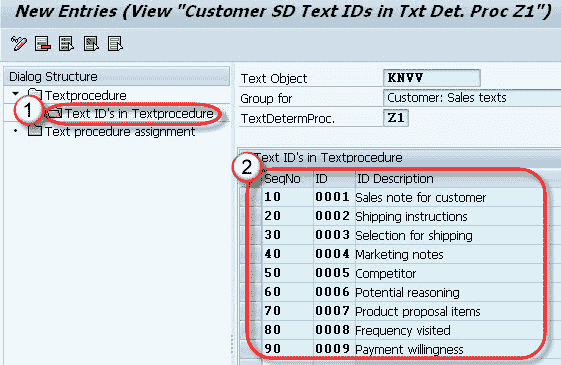 New Entries (View "Customer SD Text IDs in Txt Det. Proc Z1")
Dialog Structure
Textprocedure
1 Text ID's in Textprocedure
Text procedure assignment
Text Object KNVV
Group for Customer: Sales texts
TextDetermProc. Z1
2 Text ID's in Textprocedure
SeqNo ID ID Description
10 0001 Sales note for customer
20 0002 Shipping instructions
30 0003 Selection for shipping
40 0004 Marketing notes
50 0005 Competitor
60 0006 Potential reasoning
70 0007 Product proposal items
80 0008 Frequency visited
90 0009 Payment willingness